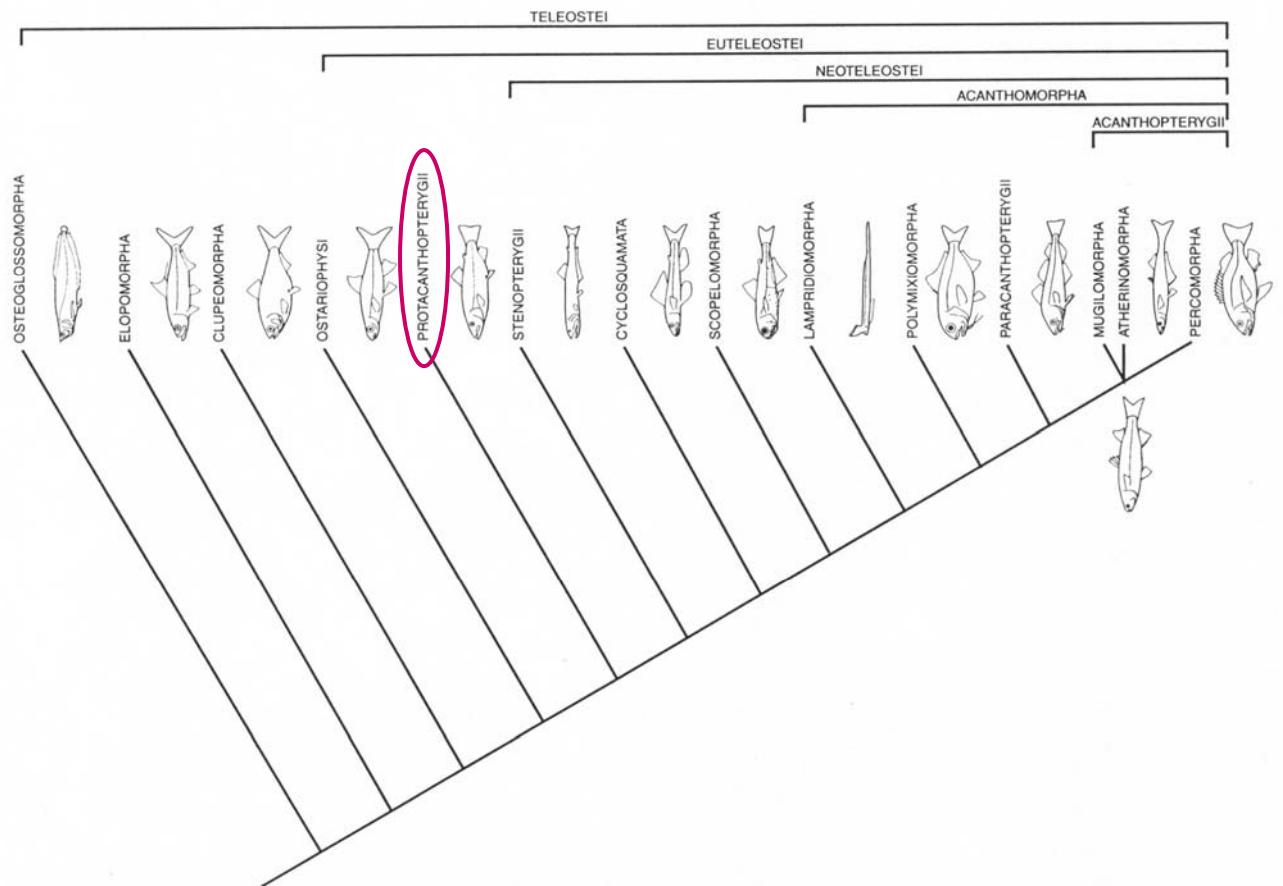 TELEOSTEI
EUTELEOSTEI
NEOTELEOSTEI
ACANTHOMORPHA
ACANTHOPTERYGII
OSTEOGLOSSOMORPHA
ELOPOMORPHA
CLUPEOMORPHA
OSTARIOPHYSI
PROTACANTHOPTERYGII
STENOPTERYGII
CYCLOSQUAMATA
SCOPELOMORPHA
LAMPRIDIOMORPHA
POLYMIXIOMORPHA
PARACANTHOPTERYGII
MUGILOMORPHA
ATHERINOMORPHA
PERCOMORPHA